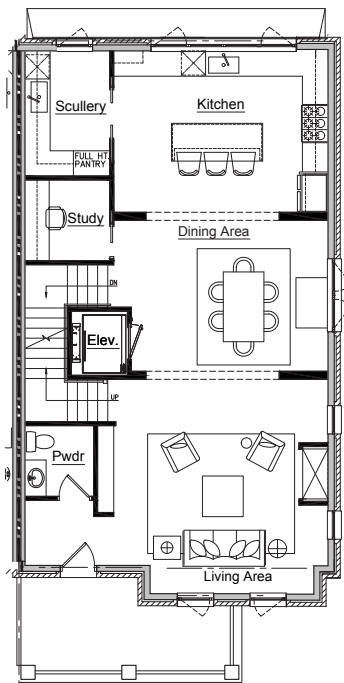 Scullery
Kitchen
FULL HT.
PANTRY
Study
Dining Area
DN
Elev.
UP
Pwdr
Living Area